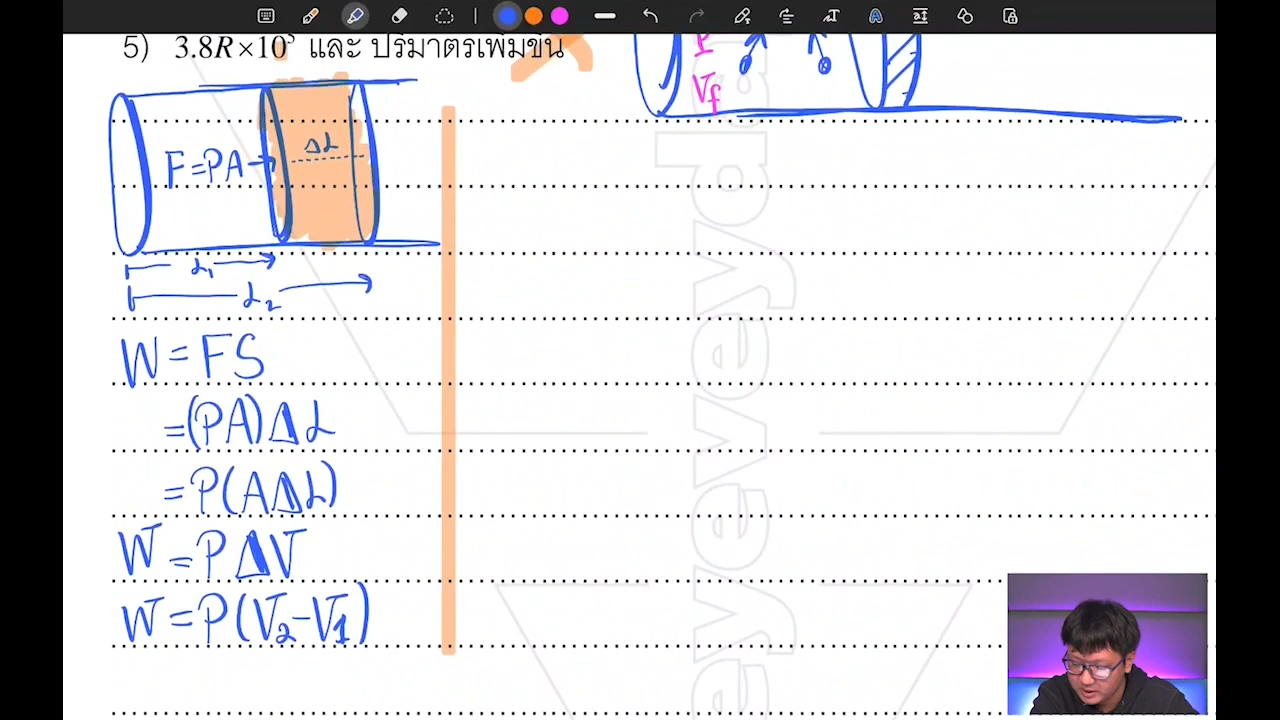 5) 3.8R×10⁵ และ ปริมาตรเพิ่มขึ้น
P
V_f
ΔL
F=PA
L₁
L₂
W = FS
=(PA)ΔL
=P(AΔL)
W = PΔV
W = P(V₂-V₁)